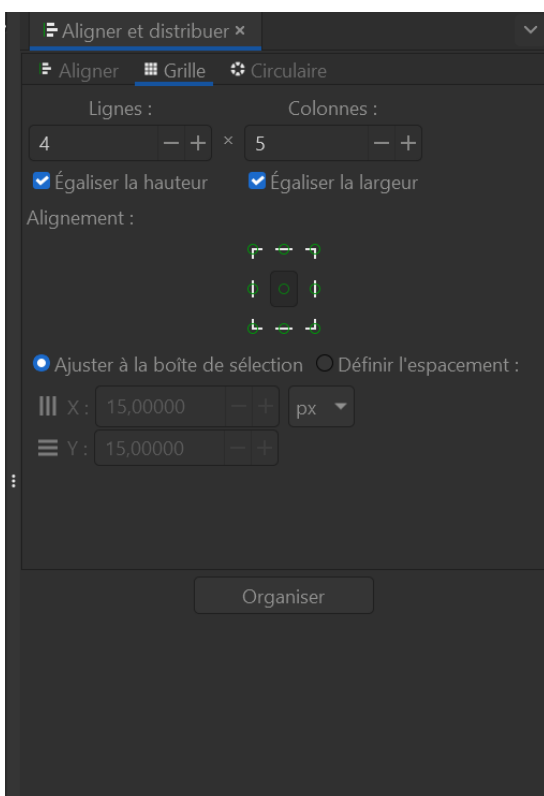 Aligner et distribuer ×
Aligner Grille Circulaire
Lignes : Colonnes :
4 − + × 5 − +
Égaliser la hauteur Égaliser la largeur
Alignement :
Ajuster à la boîte de sélection Définir l'espacement :
X : 15,00000 − + px
Y : 15,00000 − +
Organiser